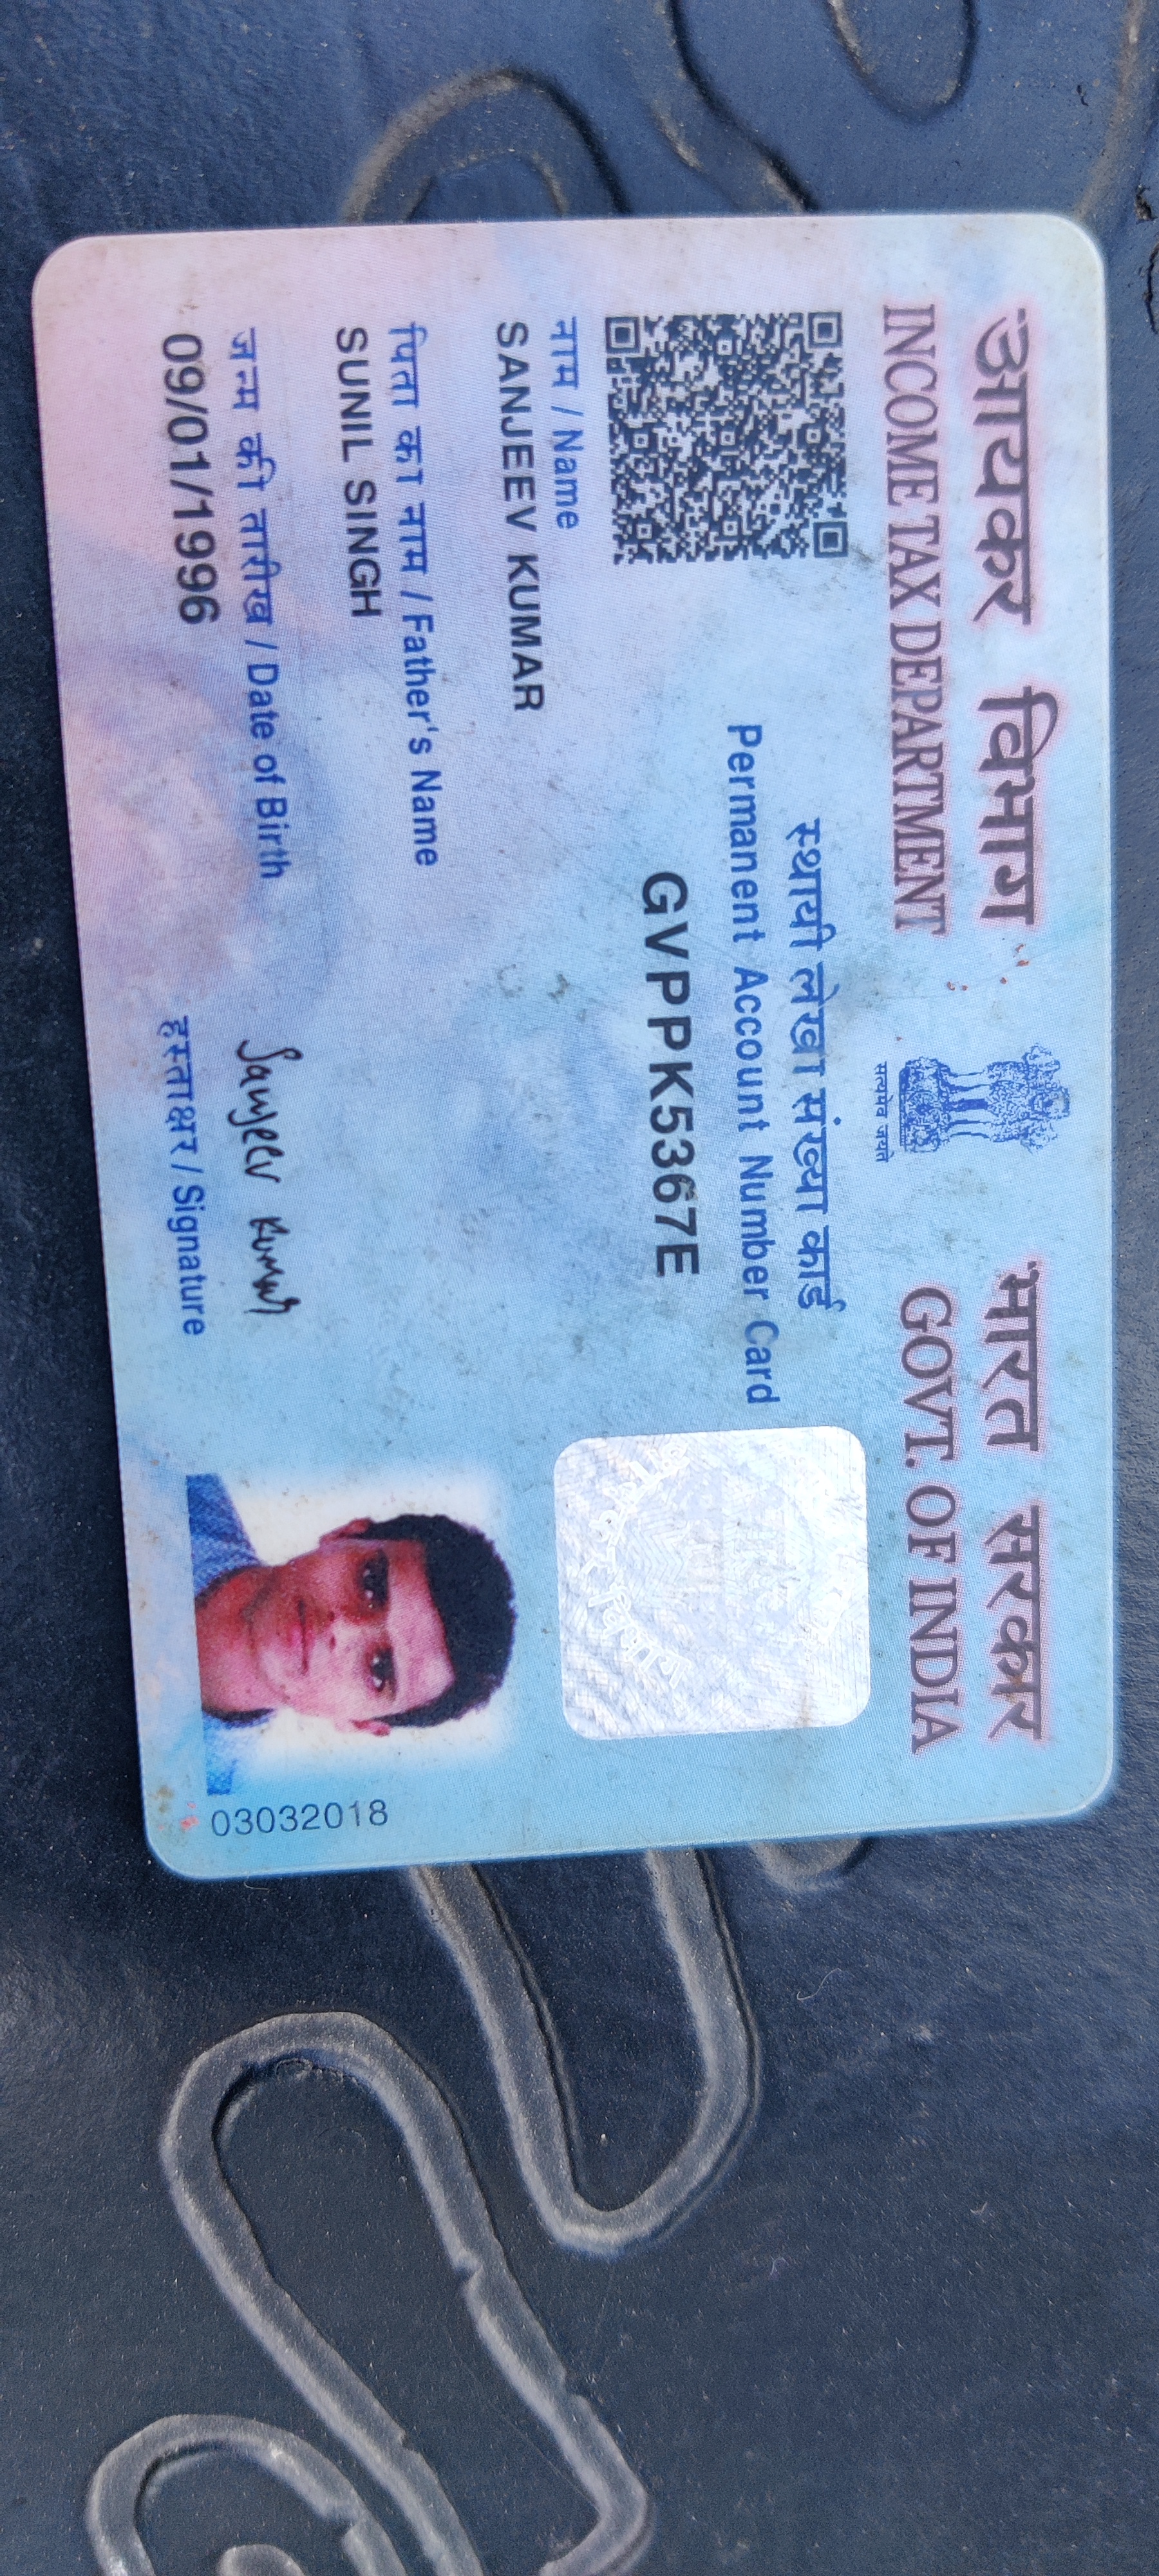 आयकर विभाग
INCOME TAX DEPARTMENT
सत्यमेव जयते
भारत सरकार
GOVT. OF INDIA
स्थायी लेखा संख्या कार्ड
Permanent Account Number Card
GVPPK5367E
नाम / Name
SANJEEV KUMAR
पिता का नाम / Father's Name
SUNIL SINGH
जन्म की तारीख / Date of Birth
09/01/1996
Sanjeev Kumar
हस्ताक्षर / Signature
03032018